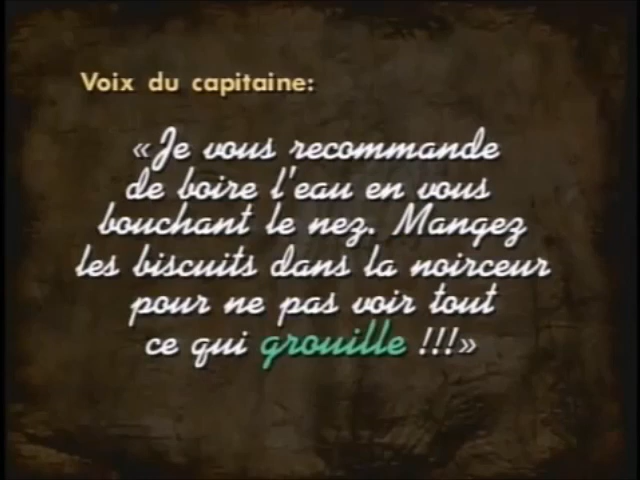 Voix du capitaine:
«Je vous recommande
de boire l'eau en vous
bouchant le nez. Mangez
les biscuits dans la noirceur
pour ne pas voir tout
ce qui grouille !!!»